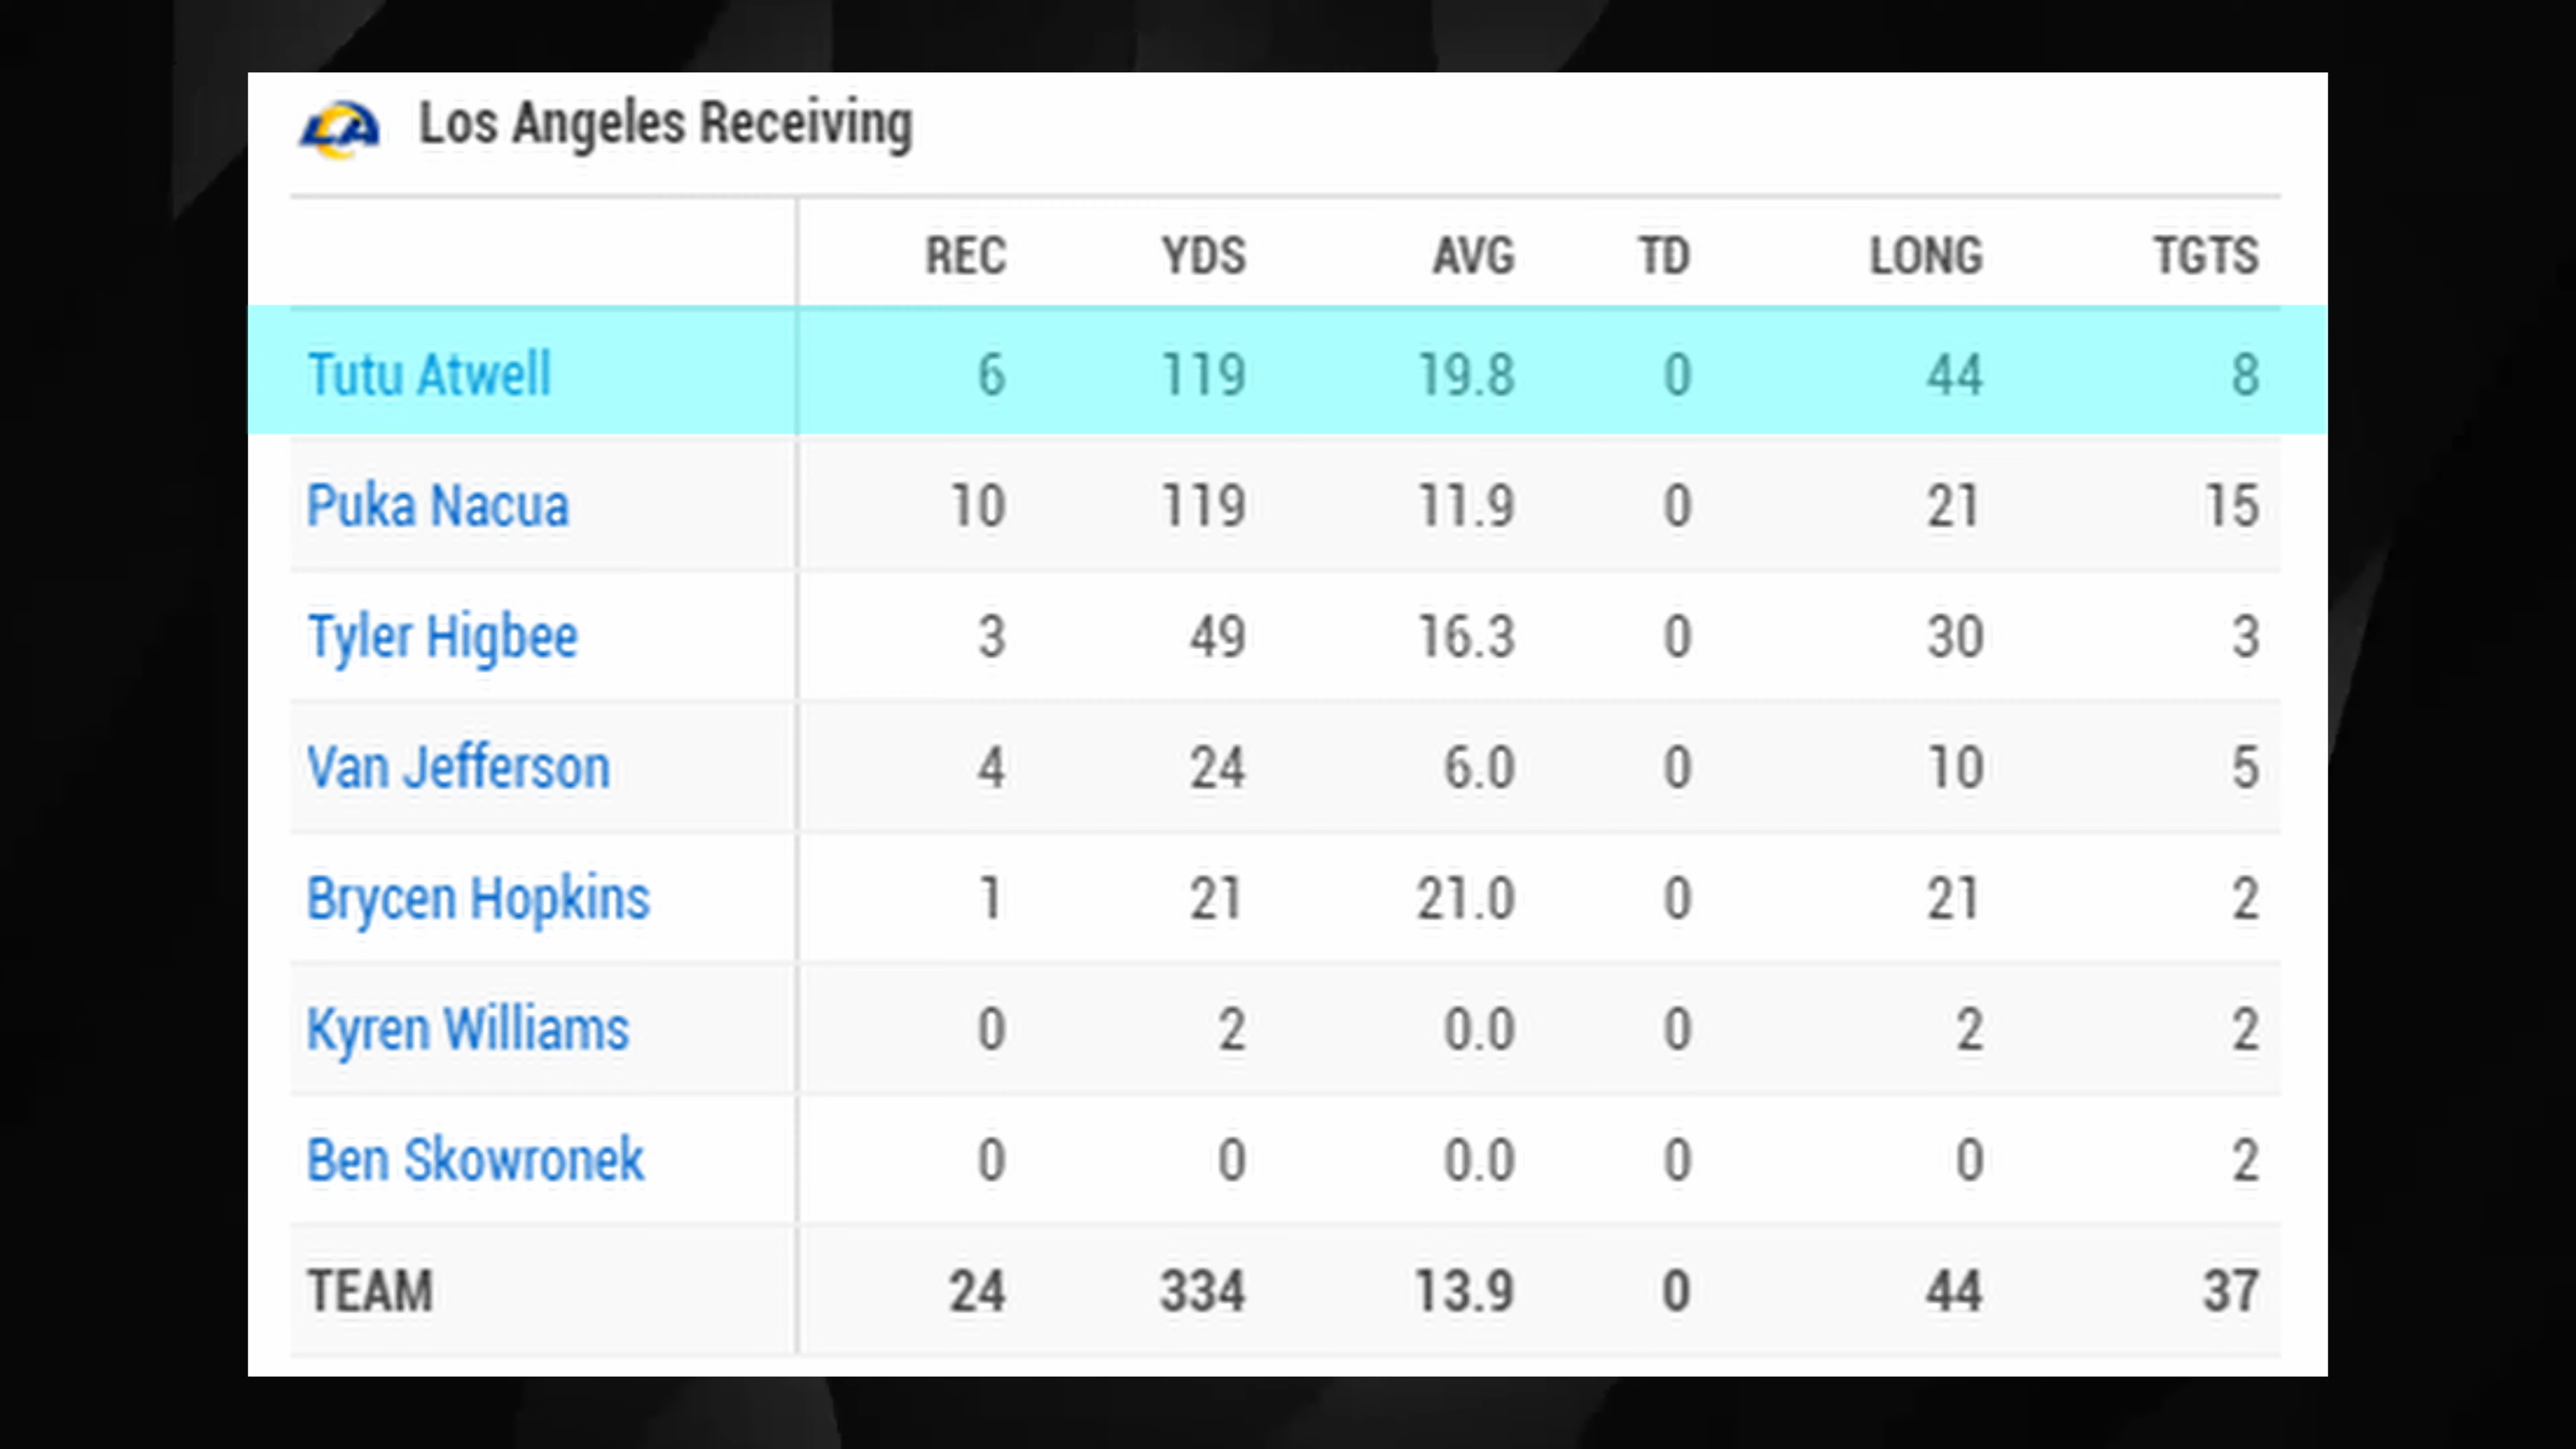 LA Los Angeles Receiving
REC YDS AVG TD LONG TGTS
Tutu Atwell 6 119 19.8 0 44 8
Puka Nacua 10 119 11.9 0 21 15
Tyler Higbee 3 49 16.3 0 30 3
Van Jefferson 4 24 6.0 0 10 5
Brycen Hopkins 1 21 21.0 0 21 2
Kyren Williams 0 2 0.0 0 2 2
Ben Skowronek 0 0 0.0 0 0 2
TEAM 24 334 13.9 0 44 37